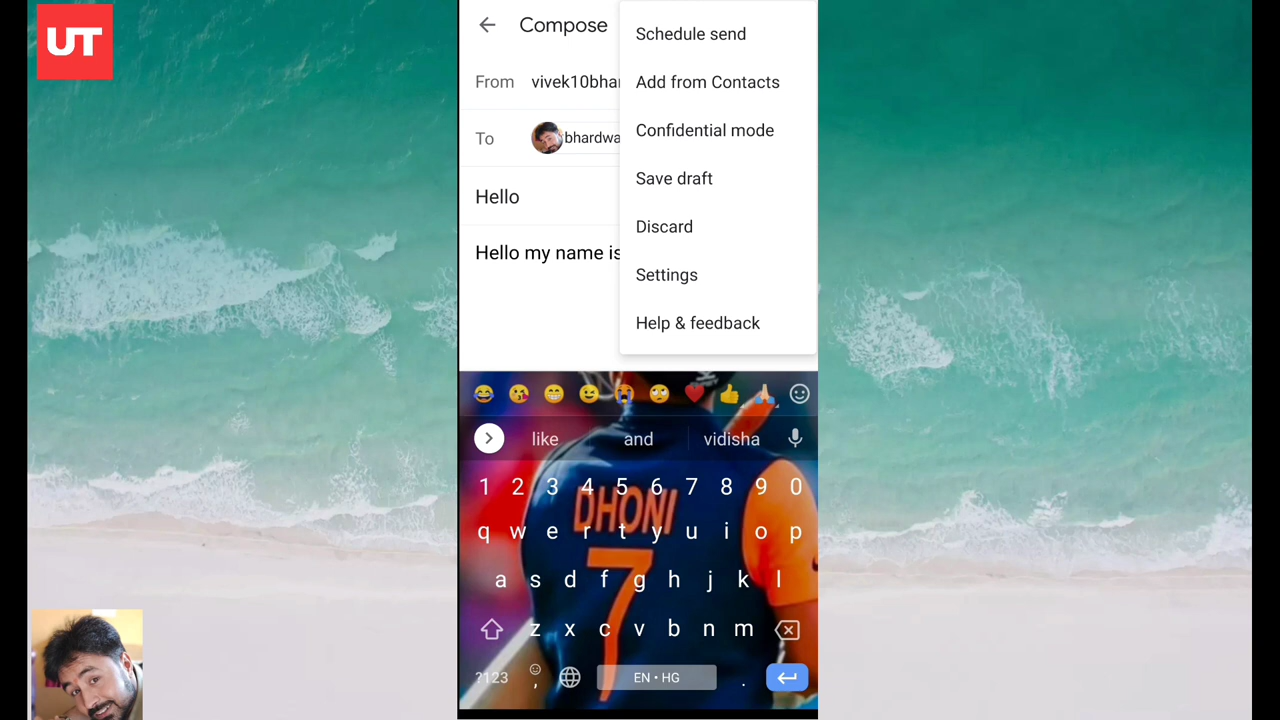 UT
Compose
From vivek10bhar
To bhardwa
Hello
Hello my name is
Schedule send
Add from Contacts
Confidential mode
Save draft
Discard
Settings
Help & feedback
like and vidisha
1 2 3 4 5 6 7 8 9 0
DHONI
q w e r t y u i o p
7
a s d f g h j k l
z x c v b n m
?123 , EN • HG .